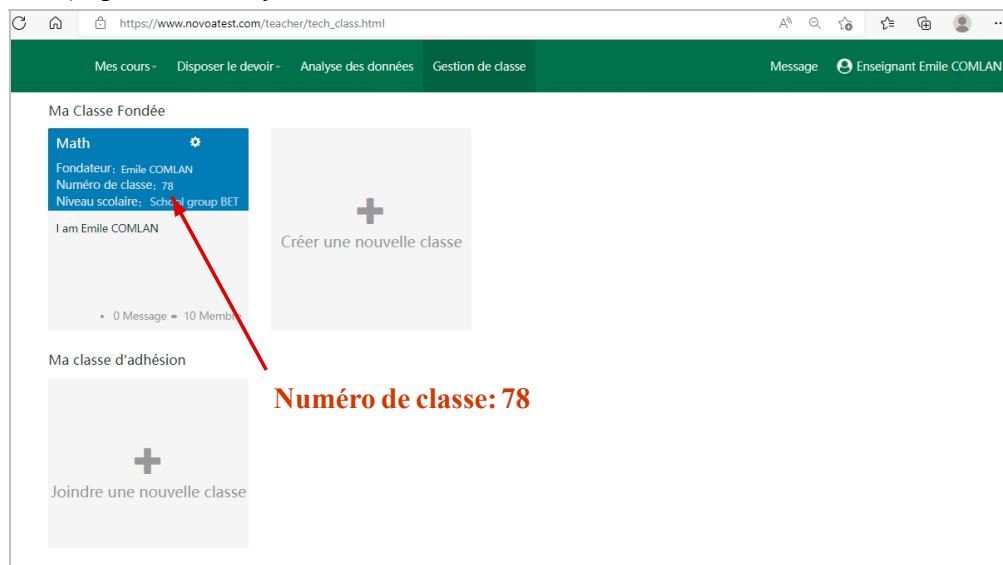 https://www.novoatest.com/teacher/tech_class.html
Mes cours Disposer le devoir Analyse des données Gestion de classe Message Enseignant Emile COMLAN
Ma Classe Fondée
Math
Fondateur: Emile COMLAN
Numéro de classe: 78
Niveau scolaire: School group BET
I am Emile COMLAN
0 Message 10 Membre
Créer une nouvelle classe
Ma classe d'adhésion
Numéro de classe: 78
Joindre une nouvelle classe